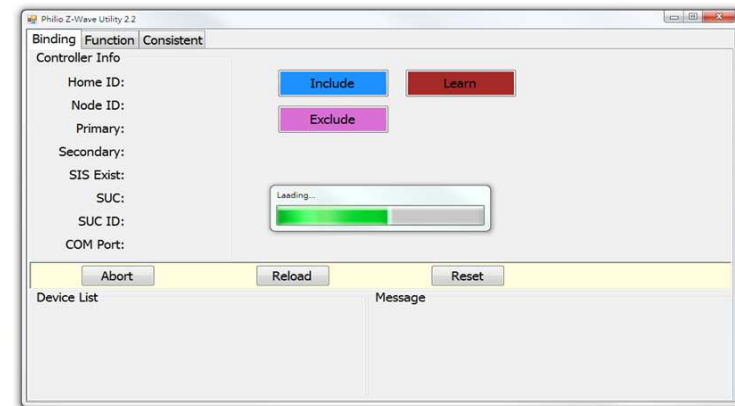 Philio Z-Wave Utility 2.2
Binding Function Consistent
Controller Info
Home ID:
Node ID:
Primary:
Secondary:
SIS Exist:
SUC:
SUC ID:
COM Port:
Include Learn
Exclude
Laading...
Abort Reload Reset
Device List Message